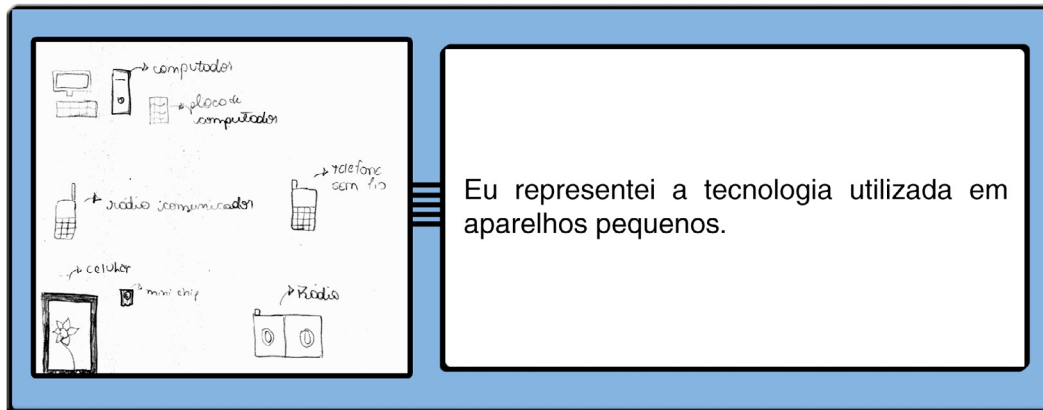 computador
placa de
computador
telefone
sem fio
rádio comunicador
celular
mini chip
Rádio
Eu representei a tecnologia utilizada em
aparelhos pequenos.